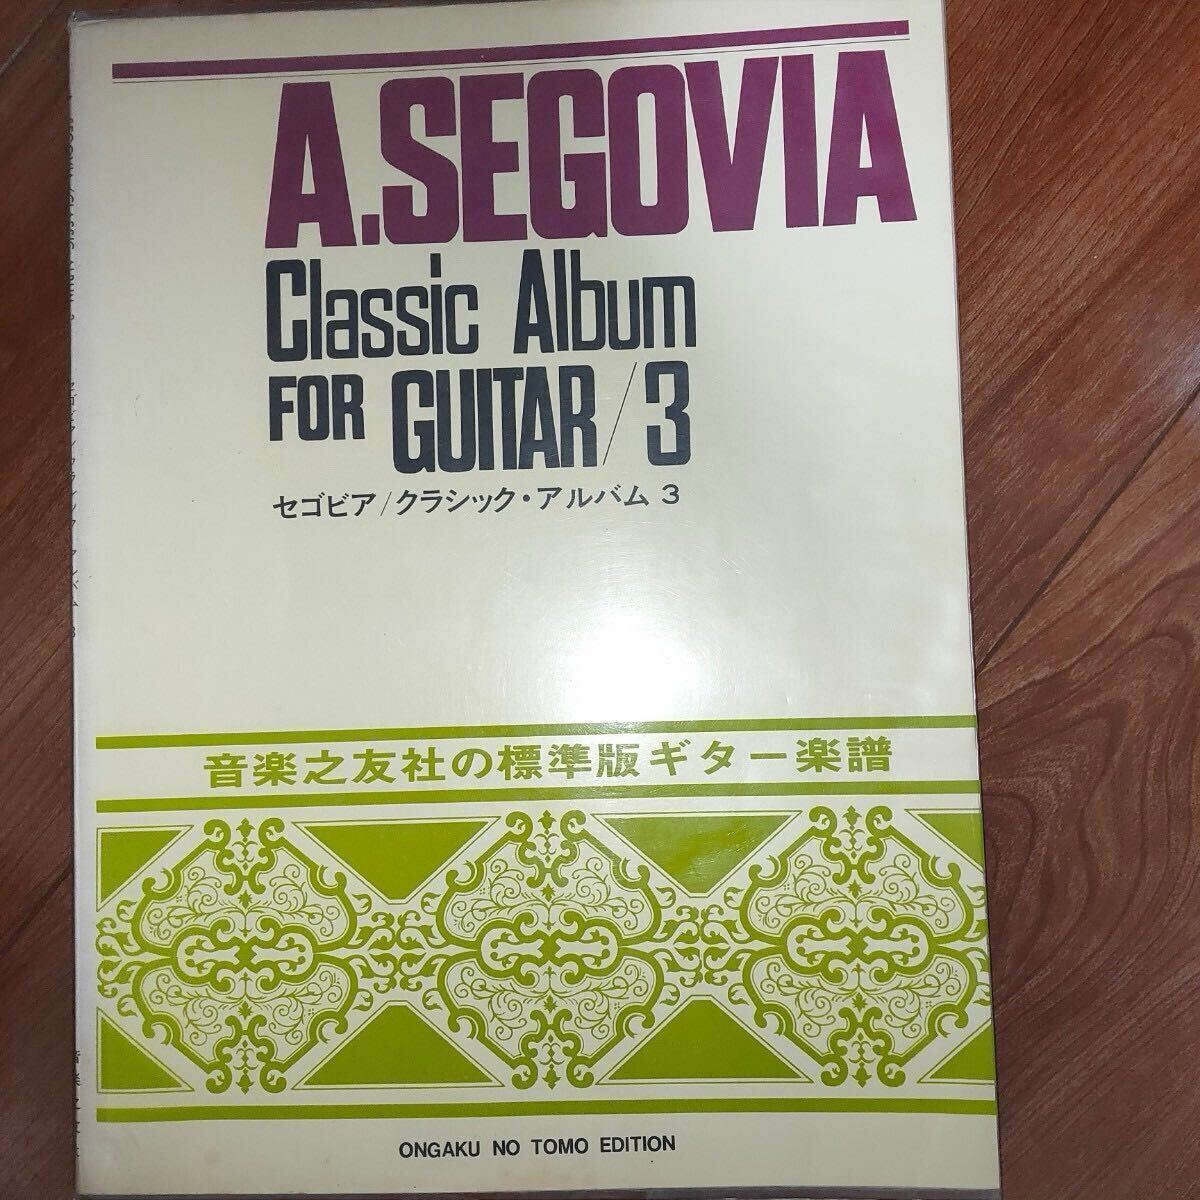 A.SEGOVIA
Classic Album
FOR GUITAR/3
セゴビア/クラシック・アルバム 3
音楽之友社の標準版ギター楽譜
ONGAKU NO TOMO EDITION